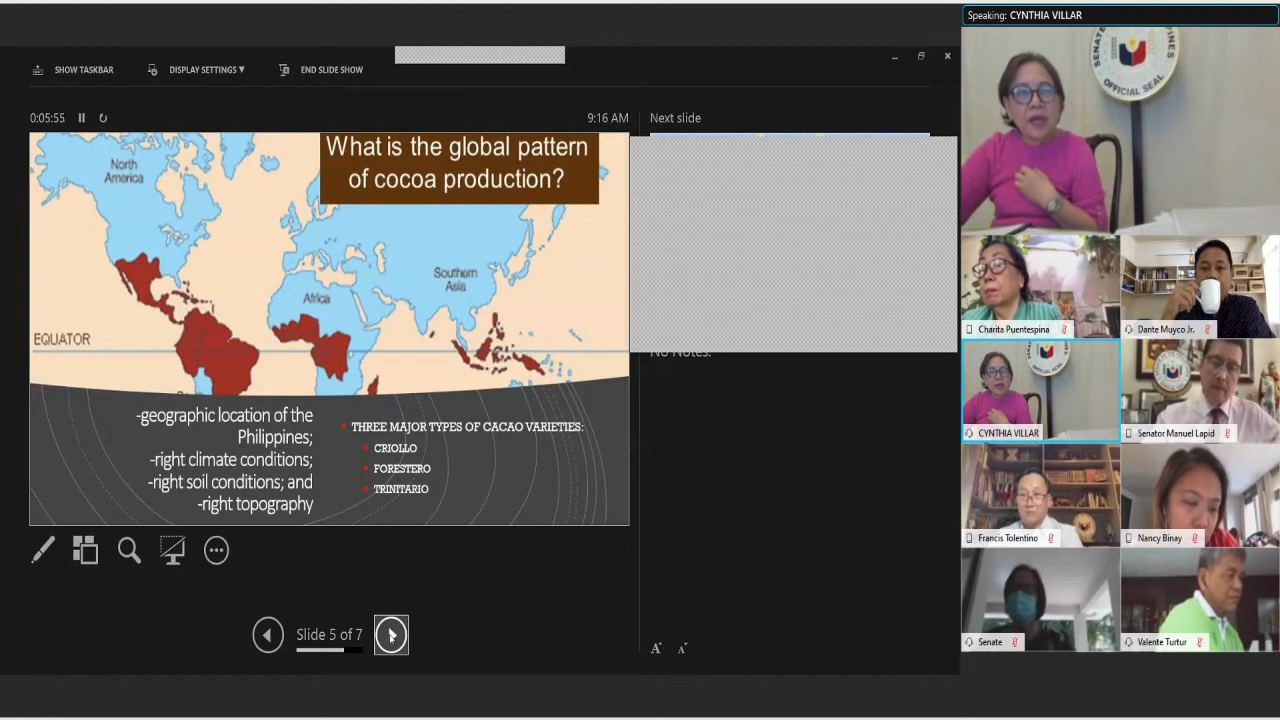 Speaking: CYNTHIA VILLAR
SHOW TASKBAR
DISPLAY SETTINGS ▼
END SLIDE SHOW
0:05:55
9:16 AM
Next slide
What is the global pattern
of cocoa production?
North
America
Africa
Southern
Asia
EQUATOR
-geographic location of the
Philippines;
-right climate conditions;
-right soil conditions; and
-right topography
THREE MAJOR TYPES OF CACAO VARIETIES:
CRIOLLO
FORESTERO
TRINITARIO
No Notes.
Slide 5 of 7
A A
OFFICIAL SEAL
Charita Puentespina
Dante Muyco Jr.
CYNTHIA VILLAR
Senator Manuel Lapid
Francis Tolentino
Nancy Binay
Senate
Valente Turtur